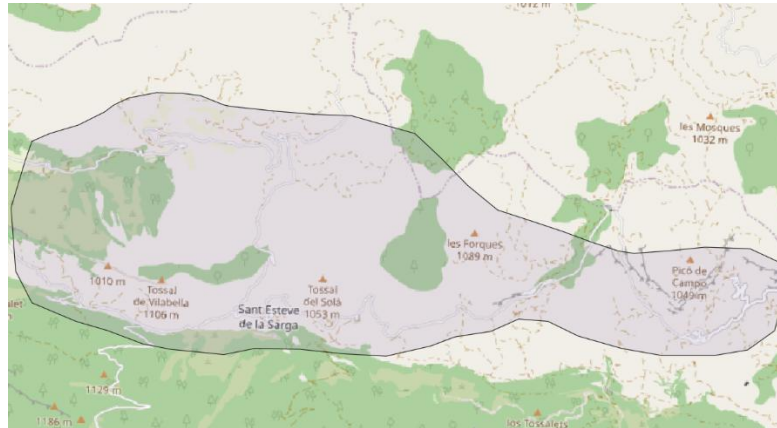 1012 m
les Mosques
1032 m
les Forques
1089 m
1010 m
Tossal
de Vilabella
1106 m
Tossal
del Solà
1053 m
Picó de
Campo
1049 m
Sant Esteve
de la Sarga
1129 m
1186 m
los Tossalets